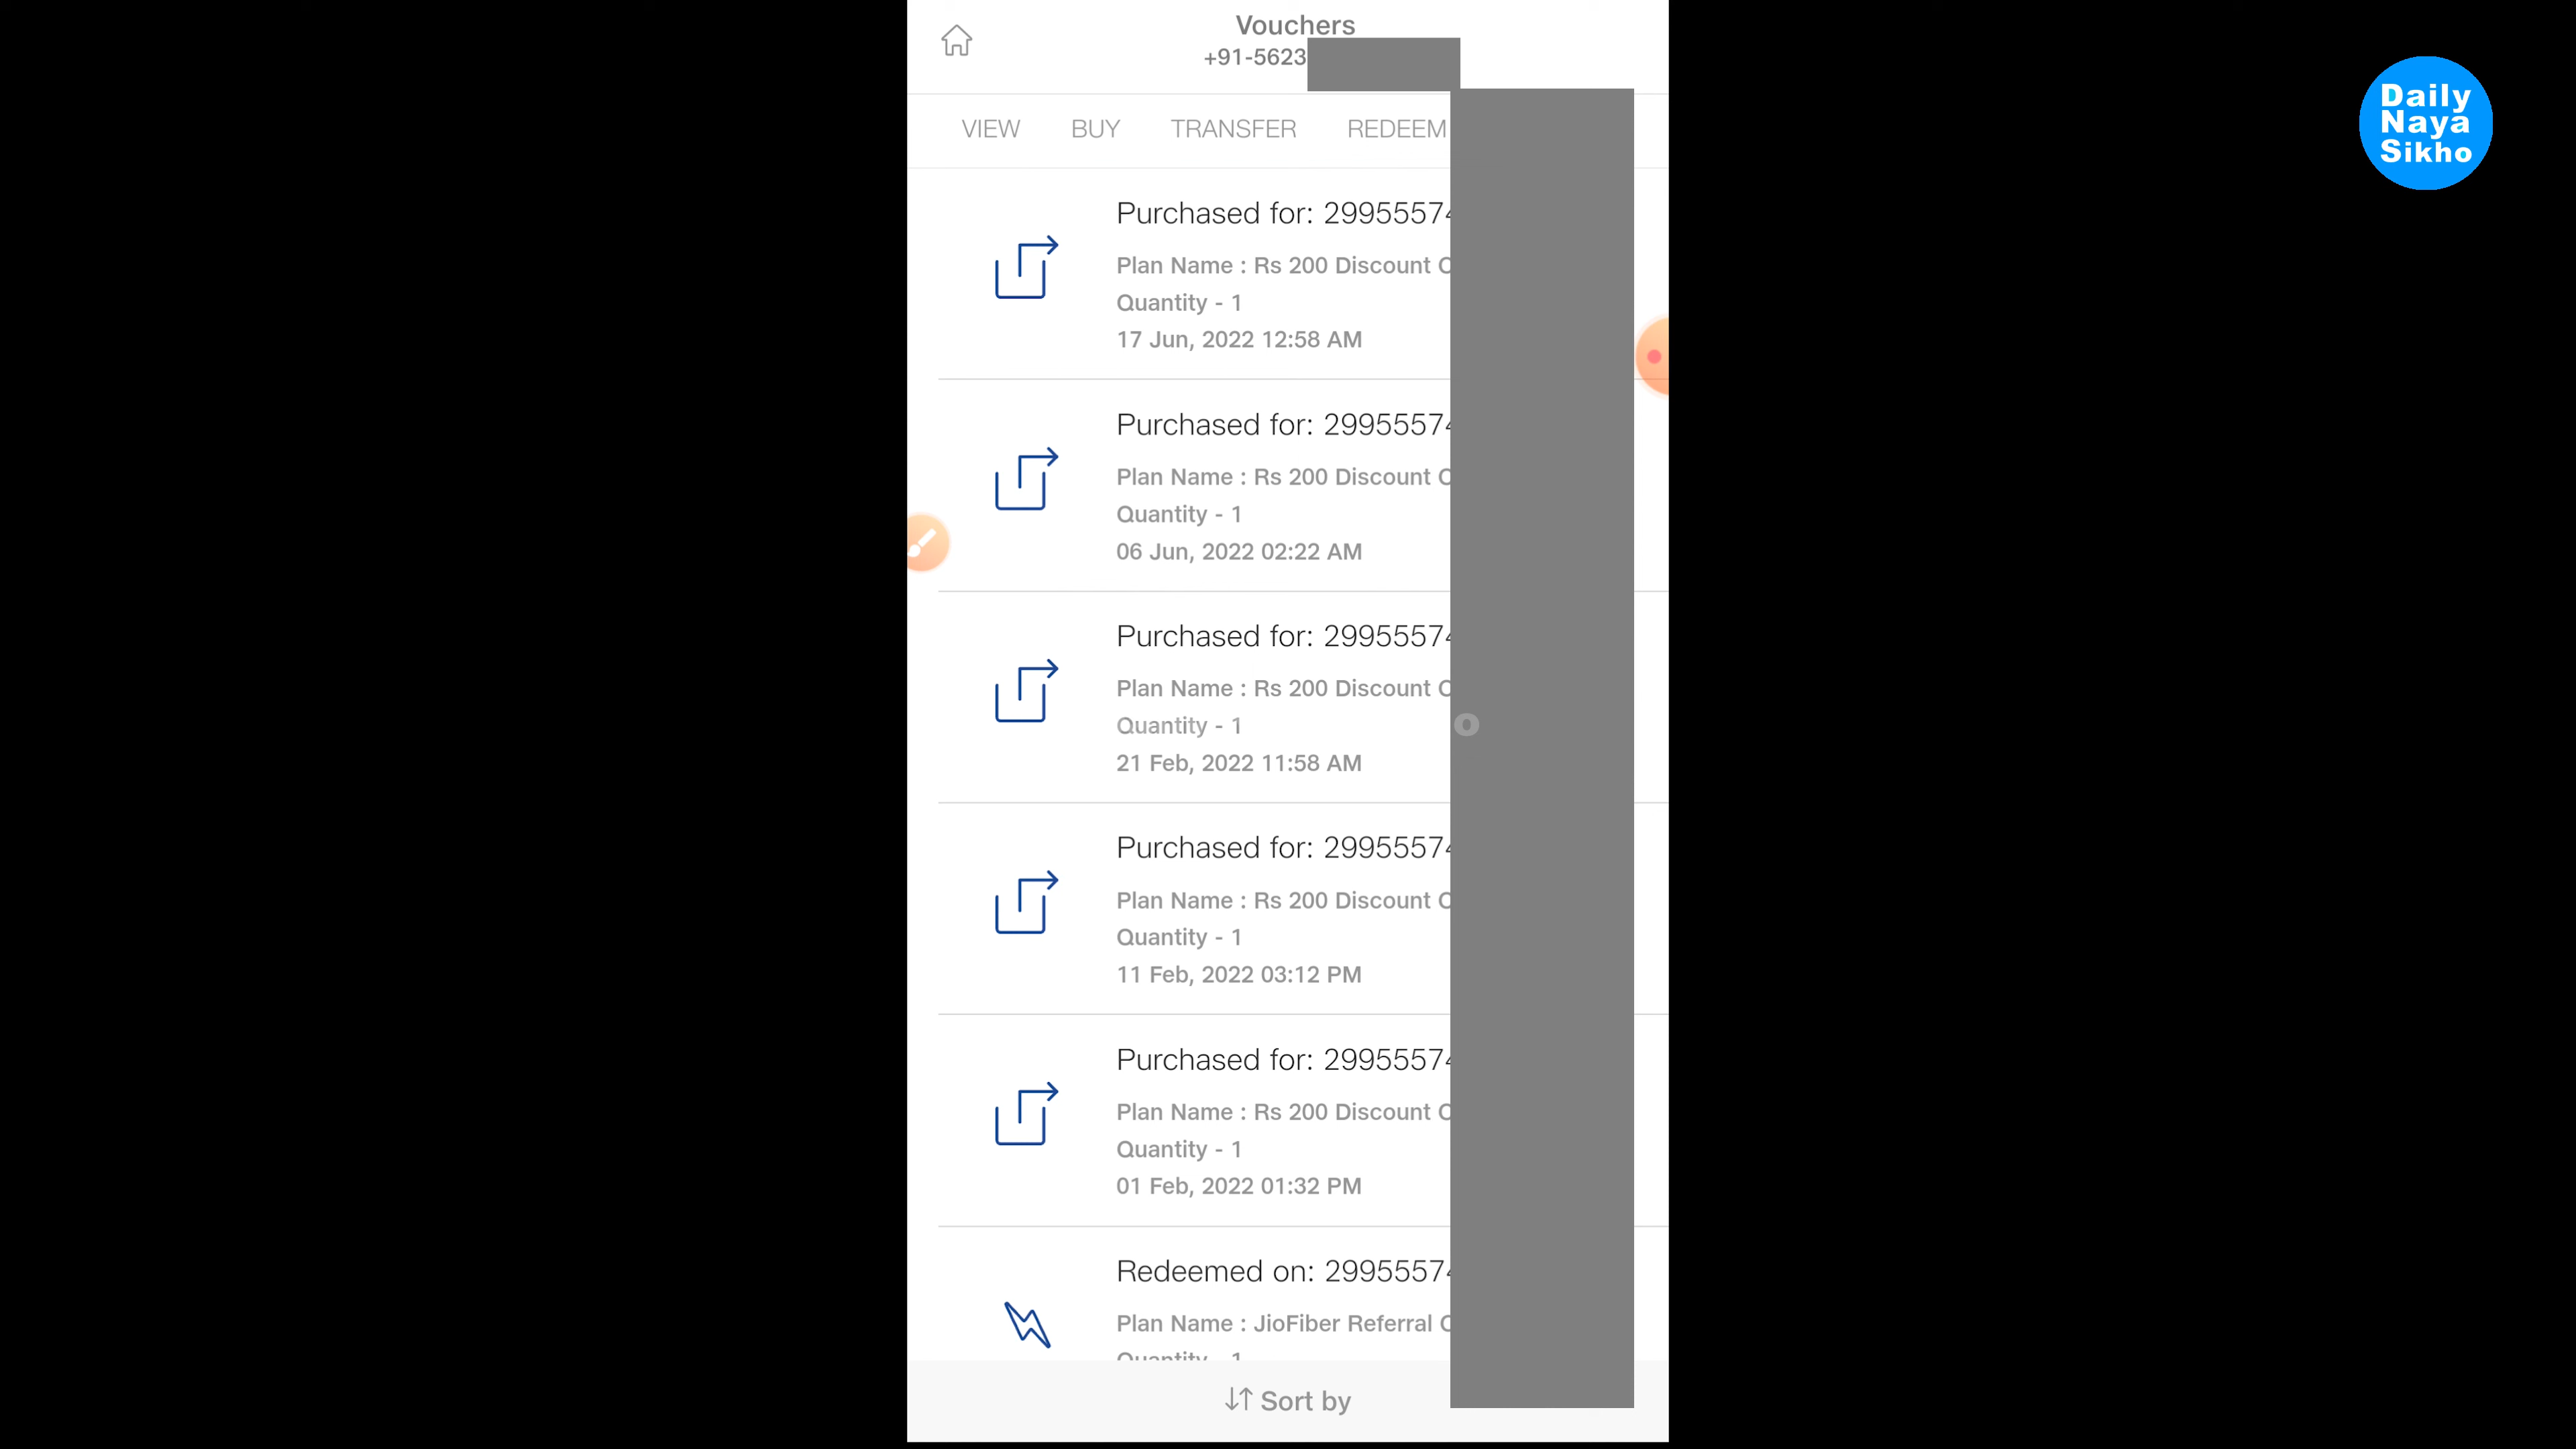 Vouchers
+91-5623
VIEW BUY TRANSFER REDEEM
Purchased for: 2995557
Plan Name : Rs 200 Discount
Quantity - 1
17 Jun, 2022 12:58 AM
Purchased for: 2995557
Plan Name : Rs 200 Discount
Quantity - 1
06 Jun, 2022 02:22 AM
Purchased for: 2995557
Plan Name : Rs 200 Discount
Quantity - 1
21 Feb, 2022 11:58 AM
Purchased for: 2995557
Plan Name : Rs 200 Discount
Quantity - 1
11 Feb, 2022 03:12 PM
Purchased for: 2995557
Plan Name : Rs 200 Discount
Quantity - 1
01 Feb, 2022 01:32 PM
Redeemed on: 2995557
Plan Name : JioFiber Referral
Quantity - 1
Sort by
Daily
Naya
Sikho